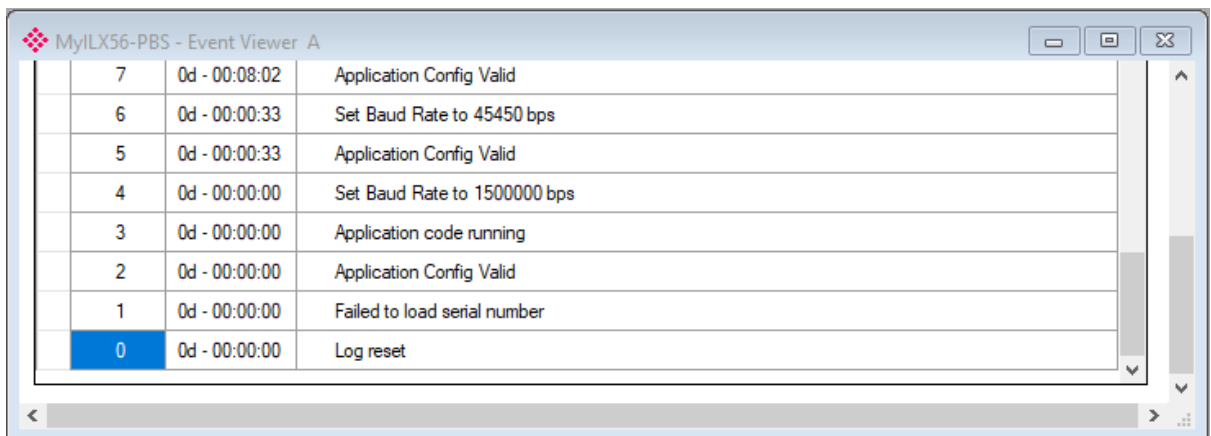 MyILX56-PBS - Event Viewer A
7 0d - 00:08:02 Application Config Valid
6 0d - 00:00:33 Set Baud Rate to 45450 bps
5 0d - 00:00:33 Application Config Valid
4 0d - 00:00:00 Set Baud Rate to 1500000 bps
3 0d - 00:00:00 Application code running
2 0d - 00:00:00 Application Config Valid
1 0d - 00:00:00 Failed to load serial number
0 0d - 00:00:00 Log reset